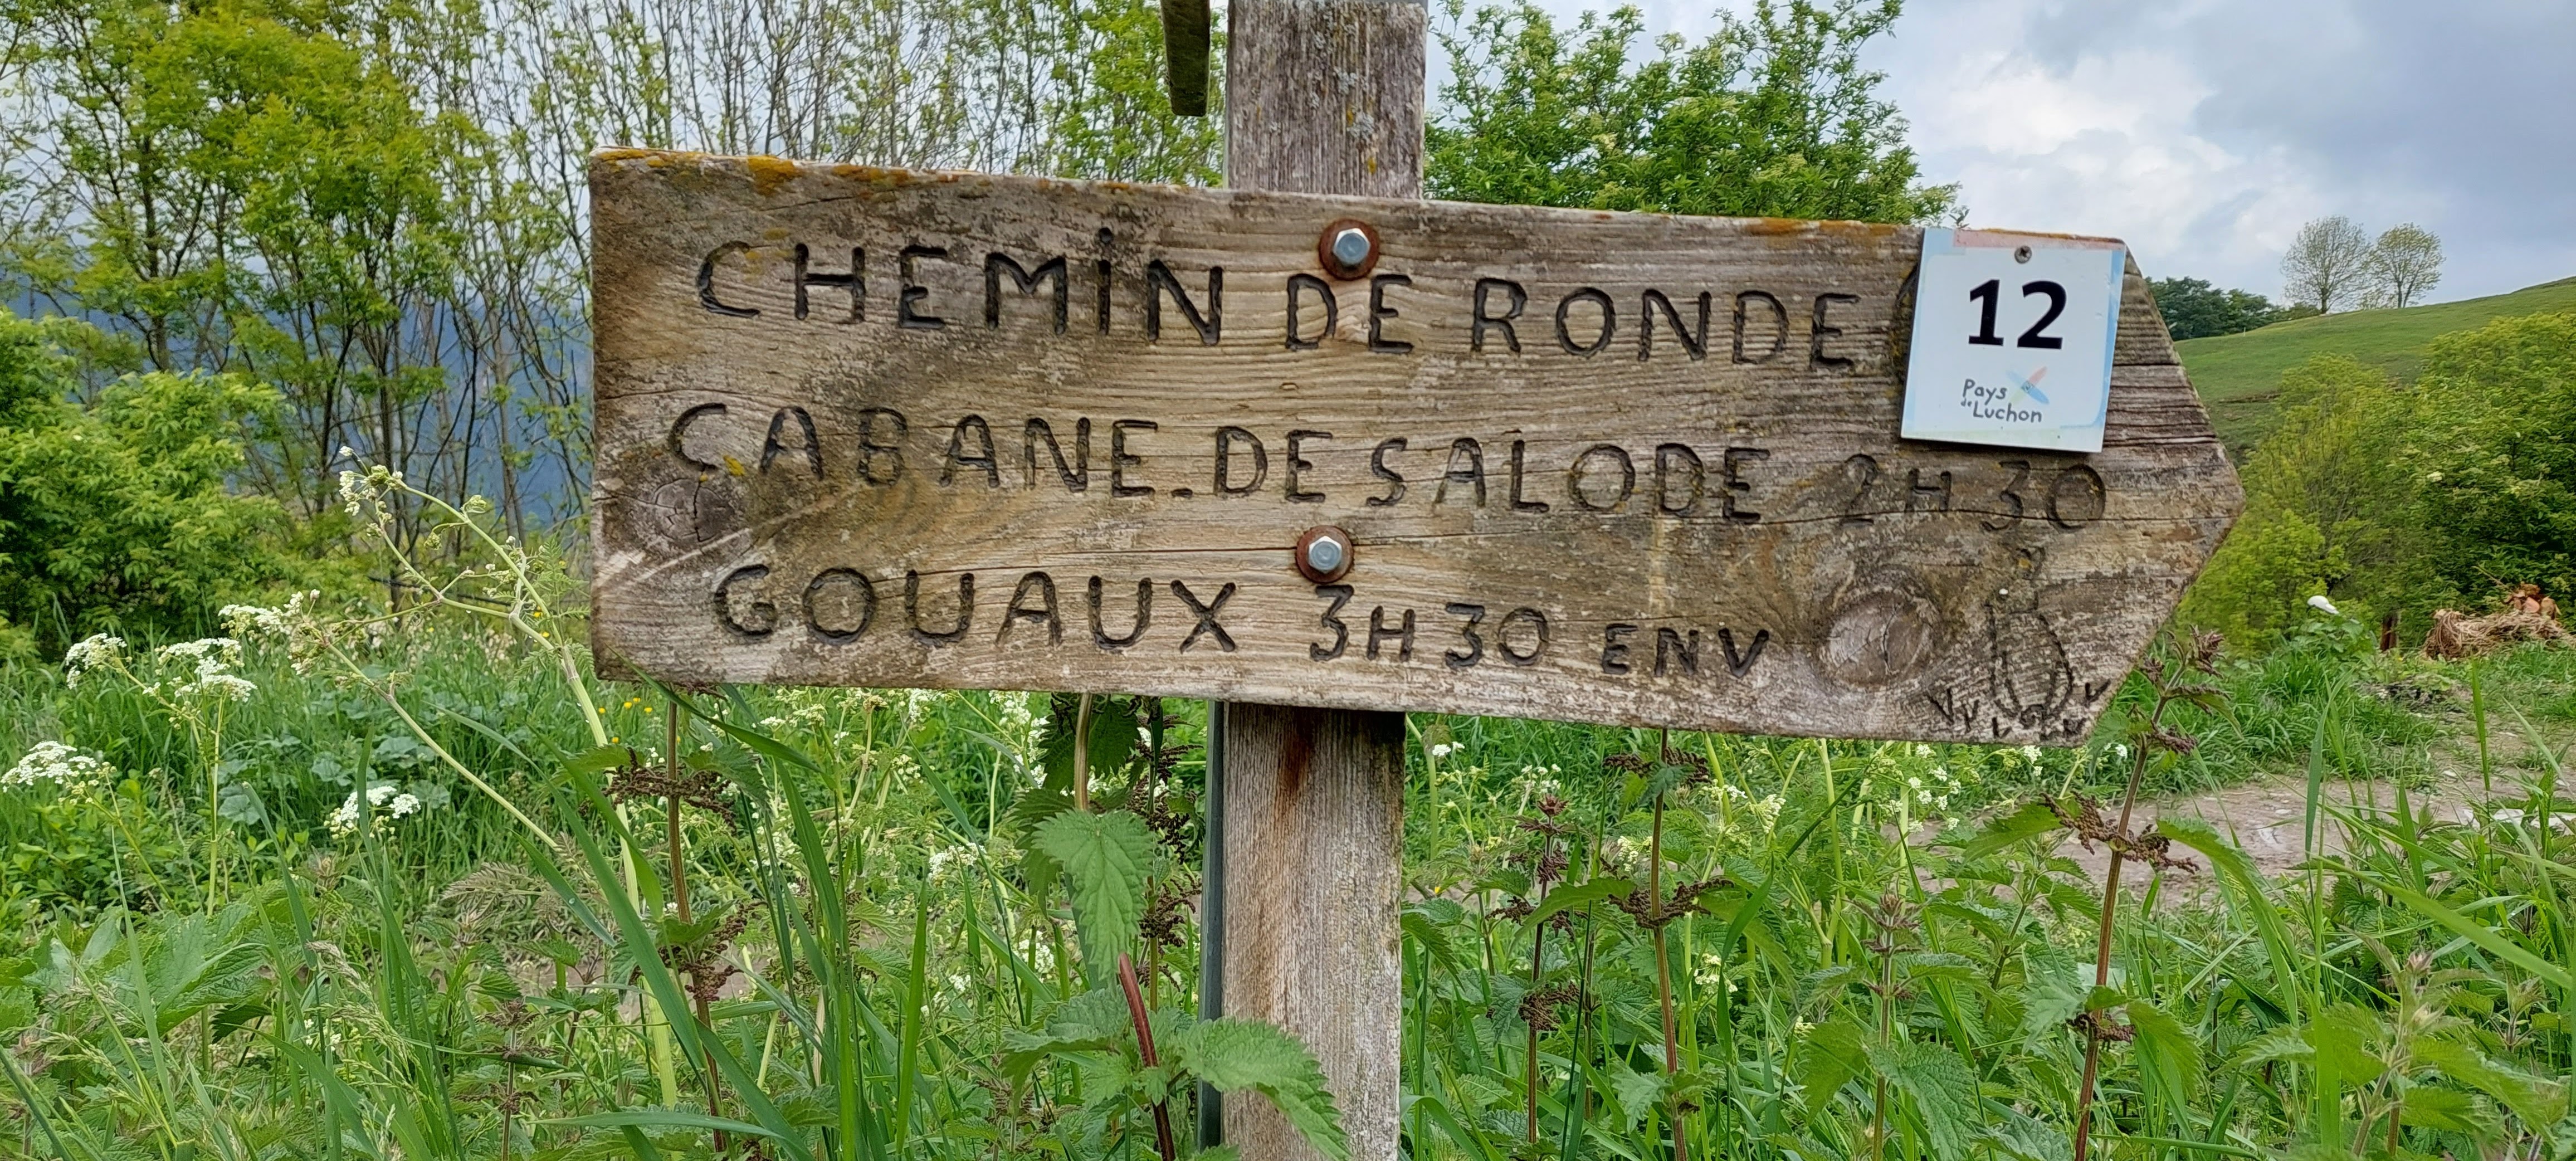 CHEMiN DE RONDE
12
Pays
de Luchon
CABANE.DE SALODE 2H30
GOUAUX 3H30 ENV